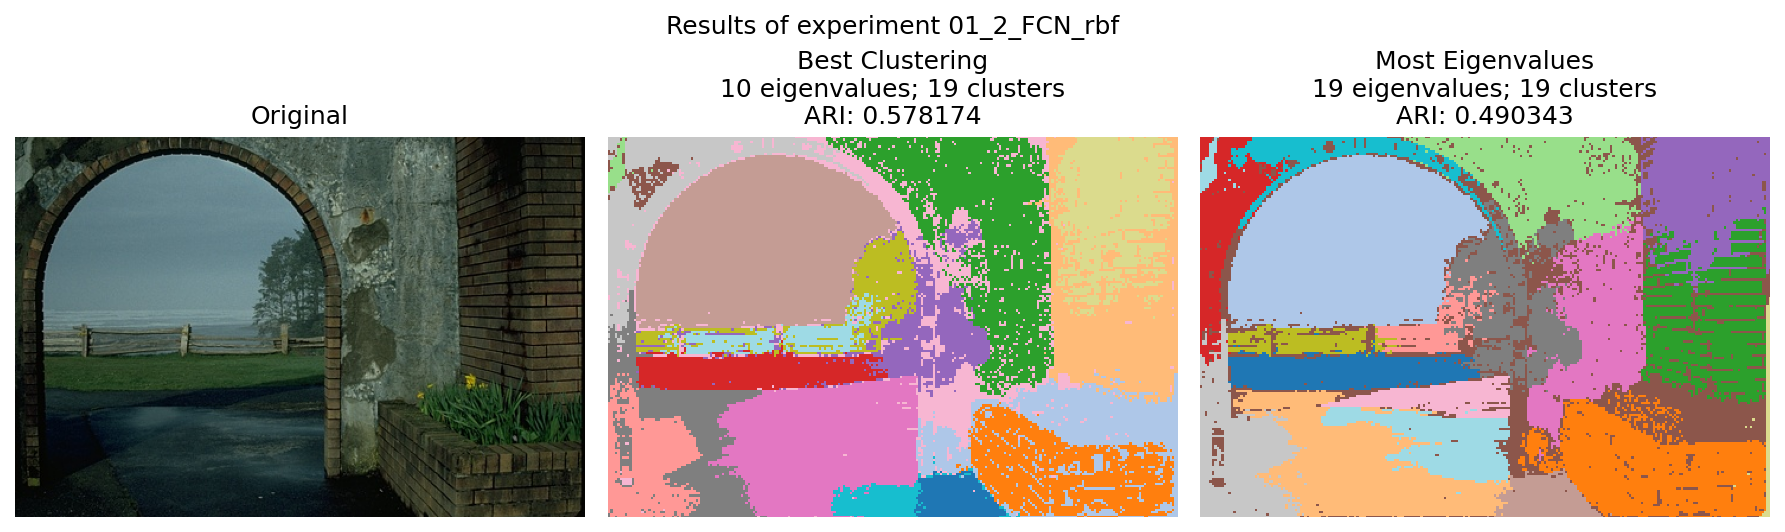 Results of experiment 01_2_FCN_rbf
Original
Best Clustering
10 eigenvalues; 19 clusters
ARI: 0.578174
Most Eigenvalues
19 eigenvalues; 19 clusters
ARI: 0.490343